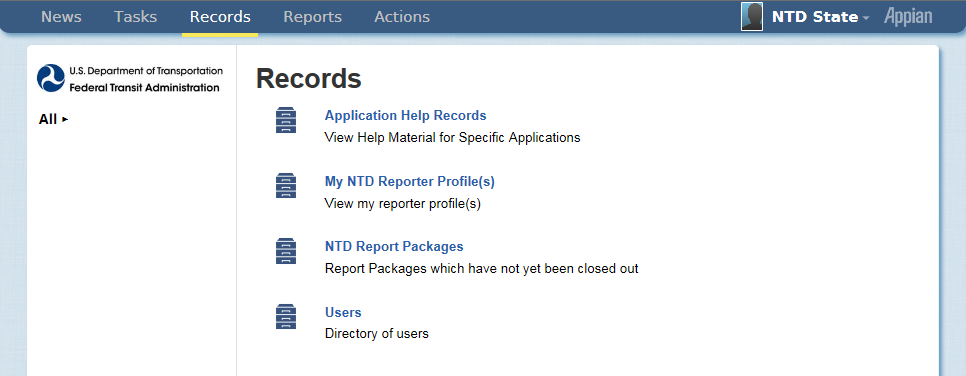 News Tasks Records Reports Actions NTD State Appian
U.S. Department of Transportation
Federal Transit Administration
All
Records
Application Help Records
View Help Material for Specific Applications
My NTD Reporter Profile(s)
View my reporter profile(s)
NTD Report Packages
Report Packages which have not yet been closed out
Users
Directory of users